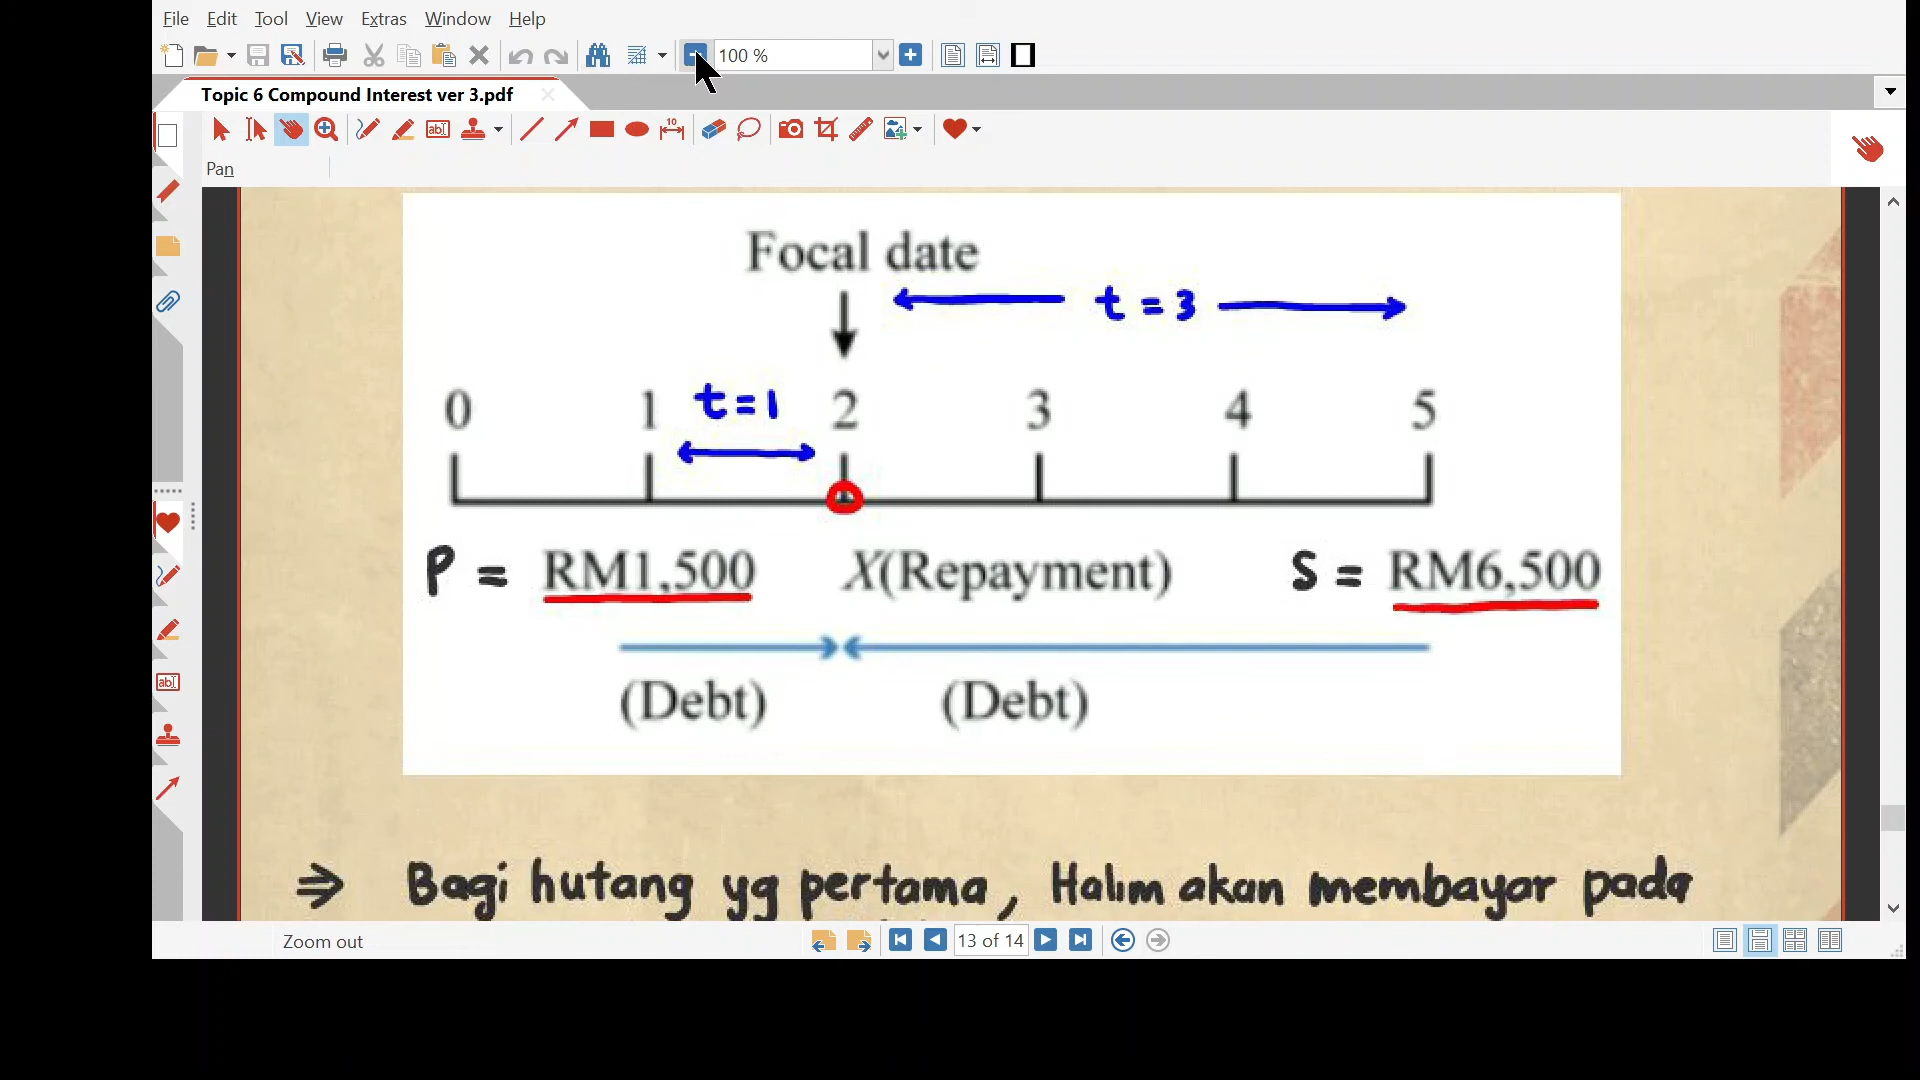 File Edit Tool View Extras Window Help
100 %
Topic 6 Compound Interest ver 3.pdf
Pan
Focal date
t = 3
0 1 t = 1 2 3 4 5
P = RM1,500 X(Repayment) S = RM6,500
(Debt) (Debt)
⇒ Bagi hutang yg pertama, Halim akan membayar pada
Zoom out 13 of 14